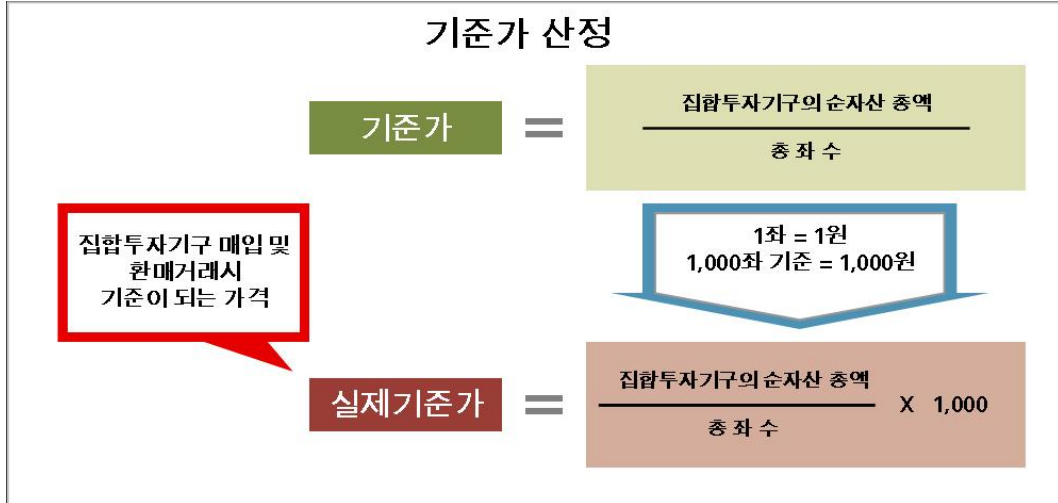 기준가 산정
기준가 = 집합투자기구의 순자산 총액
총 좌 수
1좌 = 1원
1,000좌 기준 = 1,000원
집합투자기구 매입 및
환매거래시
기준이 되는 가격
실제기준가 = 집합투자기구의 순자산 총액
총 좌 수
X 1,000